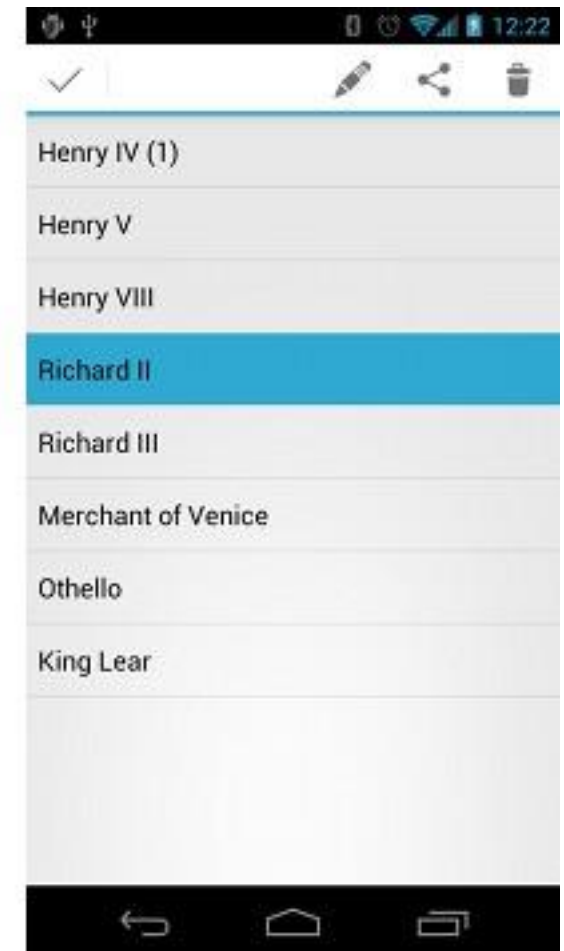 12:22
Henry IV (1)
Henry V
Henry VIII
Richard II
Richard III
Merchant of Venice
Othello
King Lear